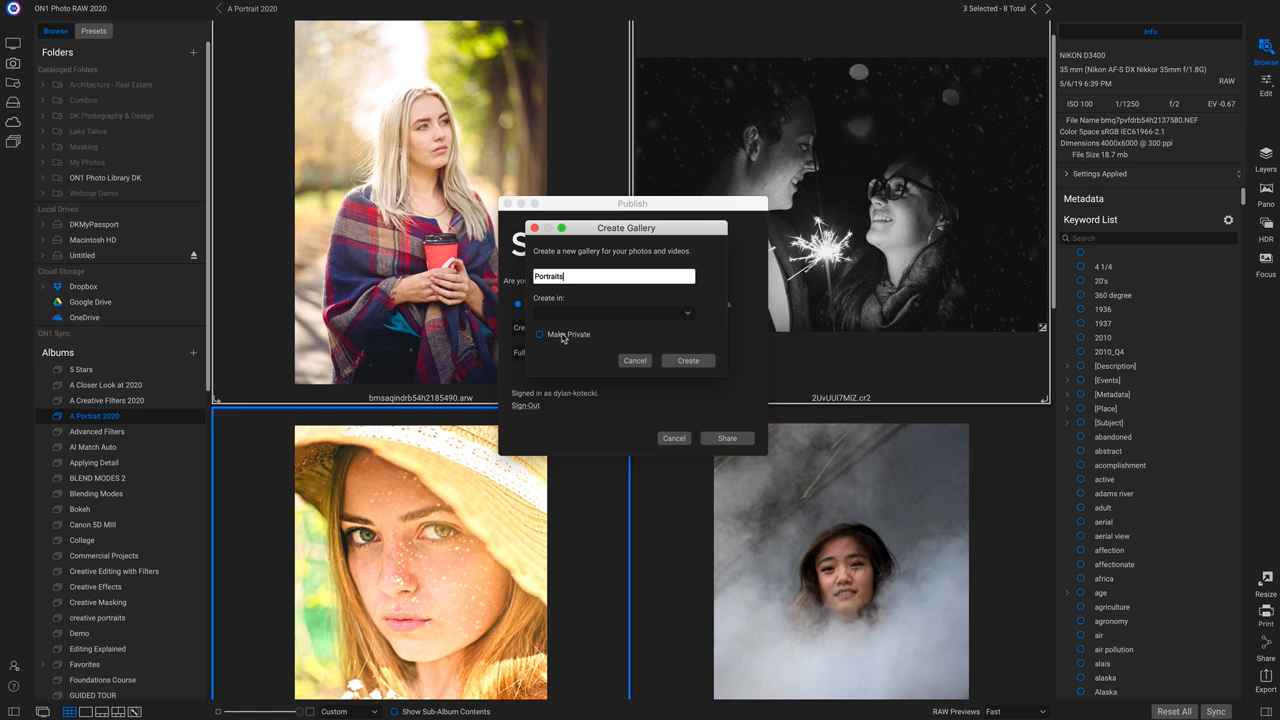 ON1 Photo RAW 2020
A Portrait 2020
3 Selected - 8 Total
Browse
Presets
Folders
Cataloged Folders
Architecture - Real Estate
Combos
DK Photography & Design
Lake Tahoe
Masking
My Photos
ON1 Photo Library DK
Webinar Demo
Local Drives
DKMyPassport
Macintosh HD
Untitled
Cloud Storage
Dropbox
Google Drive
OneDrive
ON1 Sync
Albums
5 Stars
A Closer Look at 2020
A Creative FIlters 2020
A Portrait 2020
Advanced Filters
AI Match Auto
Applying Detail
BLEND MODES 2
Blending Modes
Bokeh
Canon 5D MIII
Collage
Commercial Projects
Creative Editing with Filters
Creative Effects
Creative Masking
creative portraits
Demo
Editing Explained
Favorites
Foundations Course
GUIDED TOUR
bmsaqindrb54h2185490.arw
2UvUUI7MlZ.cr2
Publish
S
Are you
Cre
Full
Create Gallery
Create a new gallery for your photos and videos.
Portraits
Create in:
Make Private
Cancel
Create
Signed in as dylan-kotecki.
Sign-Out
Cancel
Share
Custom
Show Sub-Album Contents
RAW Previews
Fast
Info
NIKON D3400
35 mm (Nikon AF-S DX Nikkor 35mm f/1.8G)
5/6/19 6:39 PM
RAW
ISO 100
1/1250
f/2
EV -0.67
File Name bmq7pvfdrb54h2137580.NEF
Color Space sRGB IEC61966-2.1
Dimensions 4000x6000 @ 300 ppi
File Size 18.7 mb
Settings Applied
Metadata
Keyword List
Search
4 1/4
20's
360 degree
1936
1937
2010
2010_Q4
[Description]
[Events]
[Metadata]
[Place]
[Subject]
abandoned
abstract
acomplishment
active
adams river
adult
aerial
aerial view
affection
affectionate
africa
age
agriculture
agronomy
air
air pollution
alais
alaska
Alaska
Reset All
Sync
Browse
Edit
Layers
Pano
HDR
Focus
Resize
Print
Share
Export